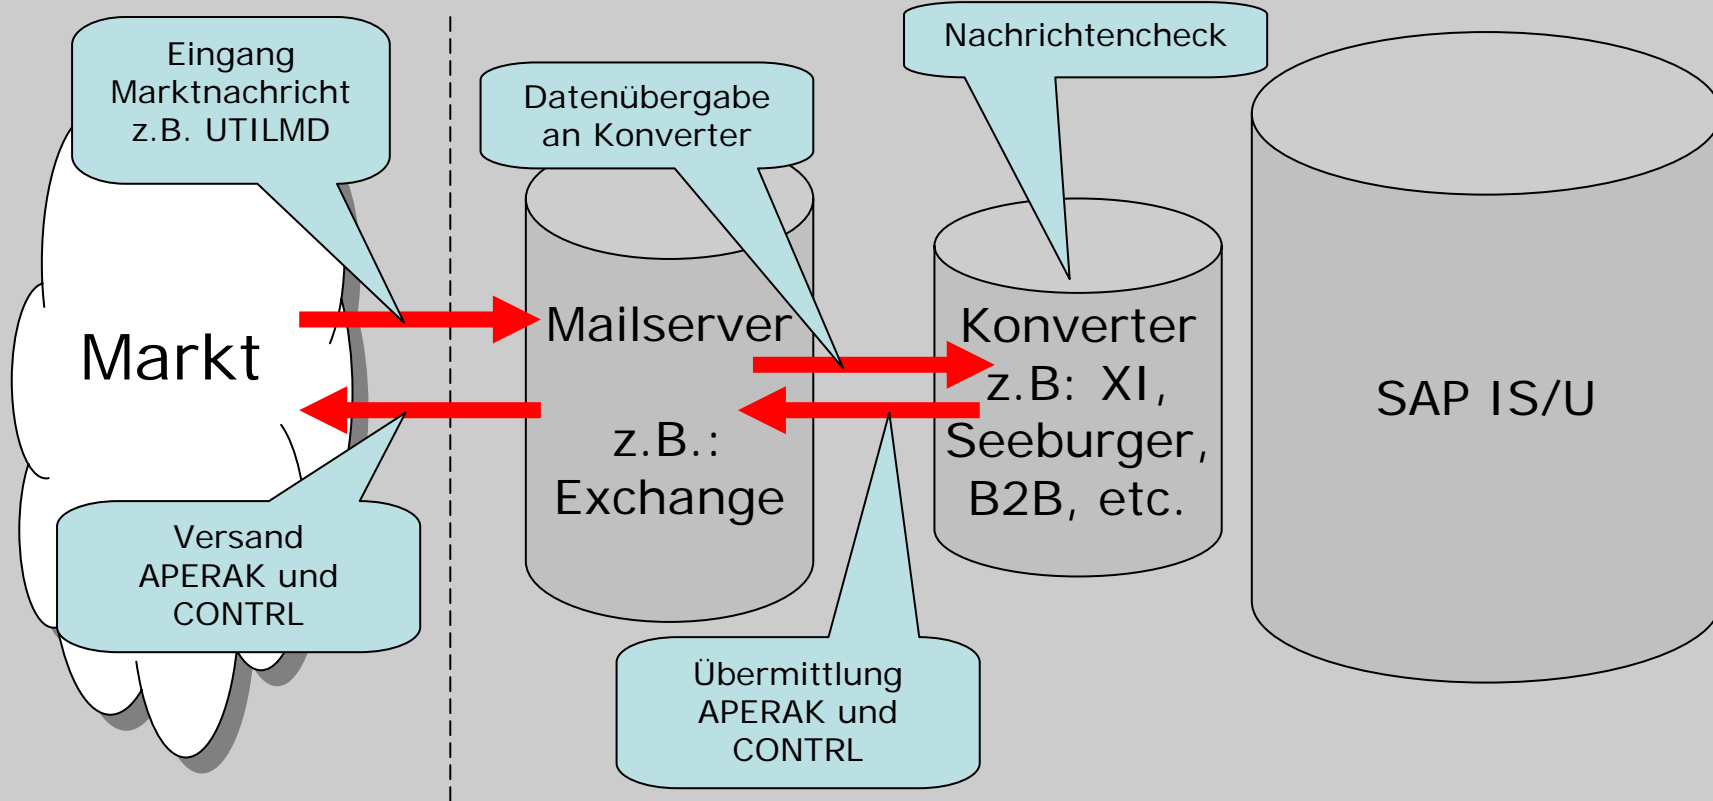 Eingang
Marktnachricht
z.B. UTILMD
Datenübergabe
an Konverter
Nachrichtencheck
Markt
Mailserver
z.B.:
Exchange
Konverter
z.B: XI,
Seeburger,
B2B, etc.
SAP IS/U
Versand
APERAK und
CONTRL
Übermittlung
APERAK und
CONTRL